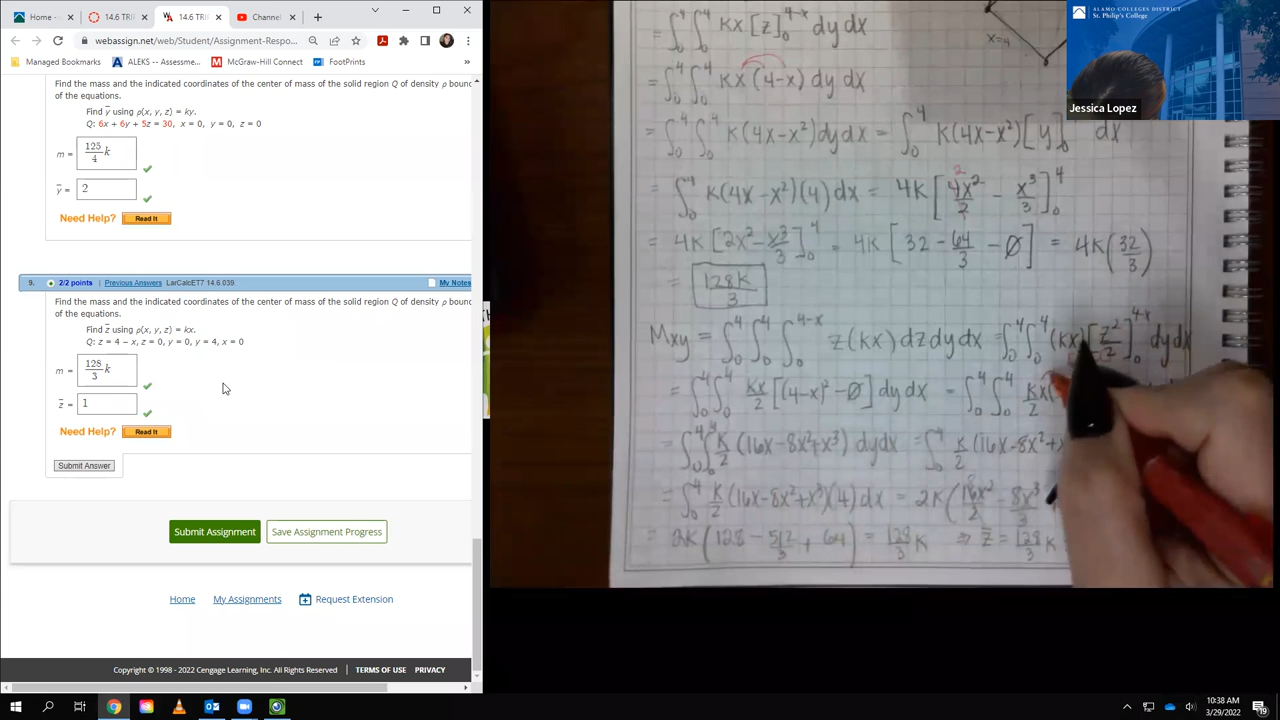 Home
14.6 TRIP
14.6 TRIP
Channel
webassign.net/web/Student/Assignment-Respo...
Managed Bookmarks
ALEKS -- Assesseme...
McGraw-Hill Connect
FootPrints
Find the mass and the indicated coordinates of the center of mass of the solid region Q of density ρ bound
of the equations.
Find y̅ using ρ(x, y, z) = ky.
Q: 6x + 6y + 5z = 30, x = 0, y = 0, z = 0
m = 125/4 k
y̅ = 2
Need Help? Read It
9. 2/2 points Previous Answers LarCalcET7 14.6.039. My Notes
Find the mass and the indicated coordinates of the center of mass of the solid region Q of density ρ bound
of the equations.
Find z̅ using ρ(x, y, z) = kx.
Q: z = 4 − x, z = 0, y = 0, y = 4, x = 0
m = 128/3 k
z̅ = 1
Need Help? Read It
Submit Answer
Submit Assignment Save Assignment Progress
Home My Assignments Request Extension
Copyright © 1998 - 2022 Cengage Learning, Inc. All Rights Reserved TERMS OF USE PRIVACY
= ∫₀⁴ ∫₀⁴ kx [z]₀⁴⁻ˣ dy dx
= ∫₀⁴ ∫₀⁴ kx (4-x) dy dx
= ∫₀⁴ ∫₀⁴ k(4x-x²) dy dx = ∫₀⁴ k(4x-x²) [y]₀ dx
= ∫₀⁴ k(4x-x²)(4) dx = 4k [4x²/2 - x³/3]₀⁴
2
= 4k [2x² - x³/3]₀⁴ = 4k [32 - 64/3 - 0] = 4k (32/3)
= 128k/3
Mxy = ∫₀⁴ ∫₀⁴ ∫₀⁴⁻ˣ z(kx) dz dy dx = ∫₀⁴ ∫₀⁴ (kx) [z²/2]₀⁴⁻ˣ dy dx
= ∫₀⁴ ∫₀⁴ kx/2 [(4-x)² - 0] dy dx = ∫₀⁴ ∫₀⁴ kx/2 (
= ∫₀⁴ ∫₀⁴ k/2 (16x-8x²+x³) dy dx = ∫₀⁴ k/2 (16x-8x²+x
= ∫₀⁴ k/2 (16x-8x²+x³)(4) dx = 2k (16x²/2 - 8x³/3
= 2k (128 - 512/3 + 64) = 128/3 k ⇒ z̅ = 128/3 k
x=4
ALAMO COLLEGES DISTRICT
St. Philip's College
Jessica Lopez
10:38 AM
3/29/2022
19